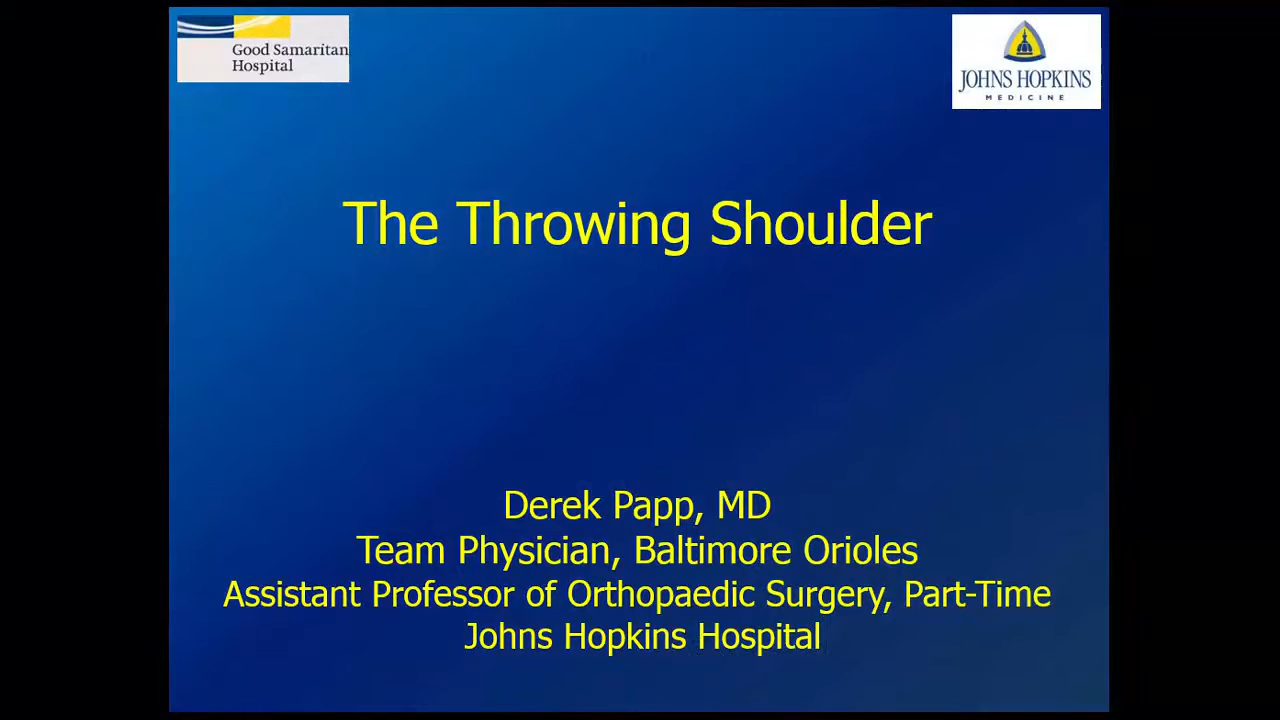 Good Samaritan
Hospital
JOHNS HOPKINS
MEDICINE
The Throwing Shoulder
Derek Papp, MD
Team Physician, Baltimore Orioles
Assistant Professor of Orthopaedic Surgery, Part-Time
Johns Hopkins Hospital